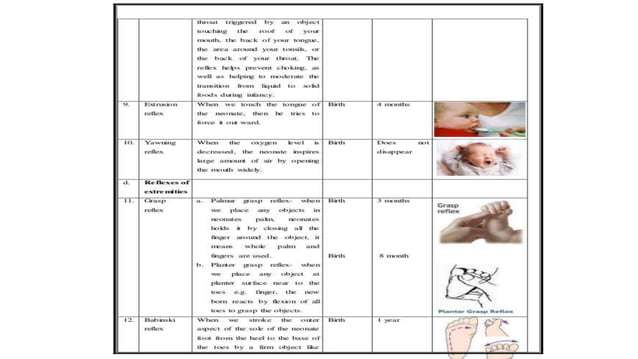 throat triggered by an object
touching the roof of your
mouth, the back of your tongue,
the area around your tonsils, or
the back of your throat. The
reflex helps prevent choking, as
well as helping to moderate the
transition from liquid to solid
foods during infancy.
9. Extrusion reflex When we touch the tongue of Birth 4 months
the neonate, then he tries to
force it out ward.
10. Yawning reflex When the oxygen level is Birth Does not
decreased, the neonate inspires disappear
large amount of air by opening
the mouth widely.
d. Reflexes of
extremities
11. Grasp reflex a. Palmar grasp reflex- when Birth 3 months
we place any objects in
neonates palm, neonates
holds it by closing all the
finger around the object, it
means whole palm and
fingers are used.
Grasp
reflex
b. Planter grasp reflex- when Birth 8 month
we place any object at
planter surface near to the
toes e.g. finger, the new
born reacts by flexion of all
toes to grasp the objects.
Plantar Grasp Reflex
12. Babinski reflex When we stroke the outer Birth 1 year
aspect of the sole of the neonate
foot from the heel to the base of
the toes by a firm object like